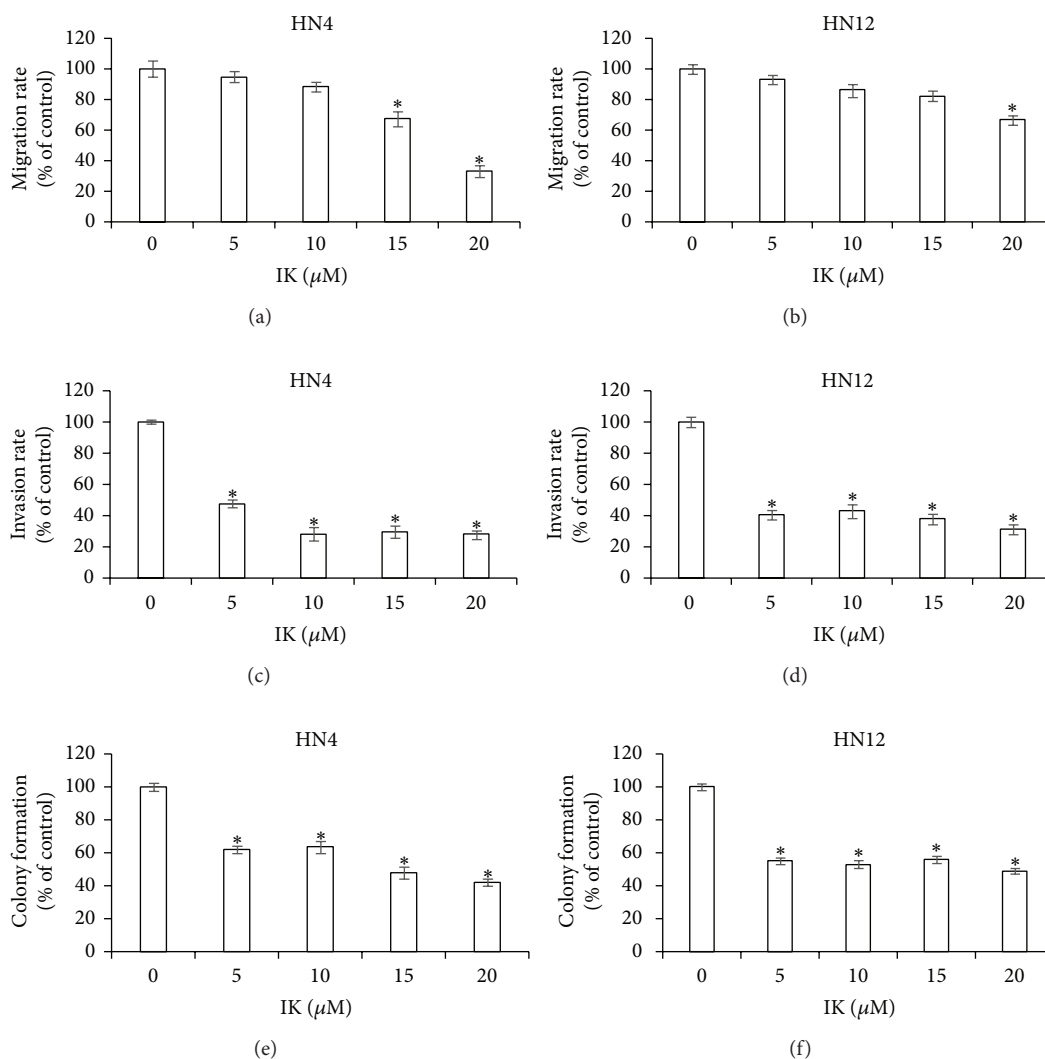 HN4
120
100
80
60
40
20
0
Migration rate
(% of control)
*
*
0 5 10 15 20
IK (μM)
(a)
HN12
120
100
80
60
40
20
0
Migration rate
(% of control)
*
0 5 10 15 20
IK (μM)
(b)
HN4
120
100
80
60
40
20
0
Invasion rate
(% of control)
* * * *
0 5 10 15 20
IK (μM)
(c)
HN12
120
100
80
60
40
20
0
Invasion rate
(% of control)
* * * *
0 5 10 15 20
IK (μM)
(d)
HN4
120
100
80
60
40
20
0
Colony formation
(% of control)
* * * *
0 5 10 15 20
IK (μM)
(e)
HN12
120
100
80
60
40
20
0
Colony formation
(% of control)
* * * *
0 5 10 15 20
IK (μM)
(f)